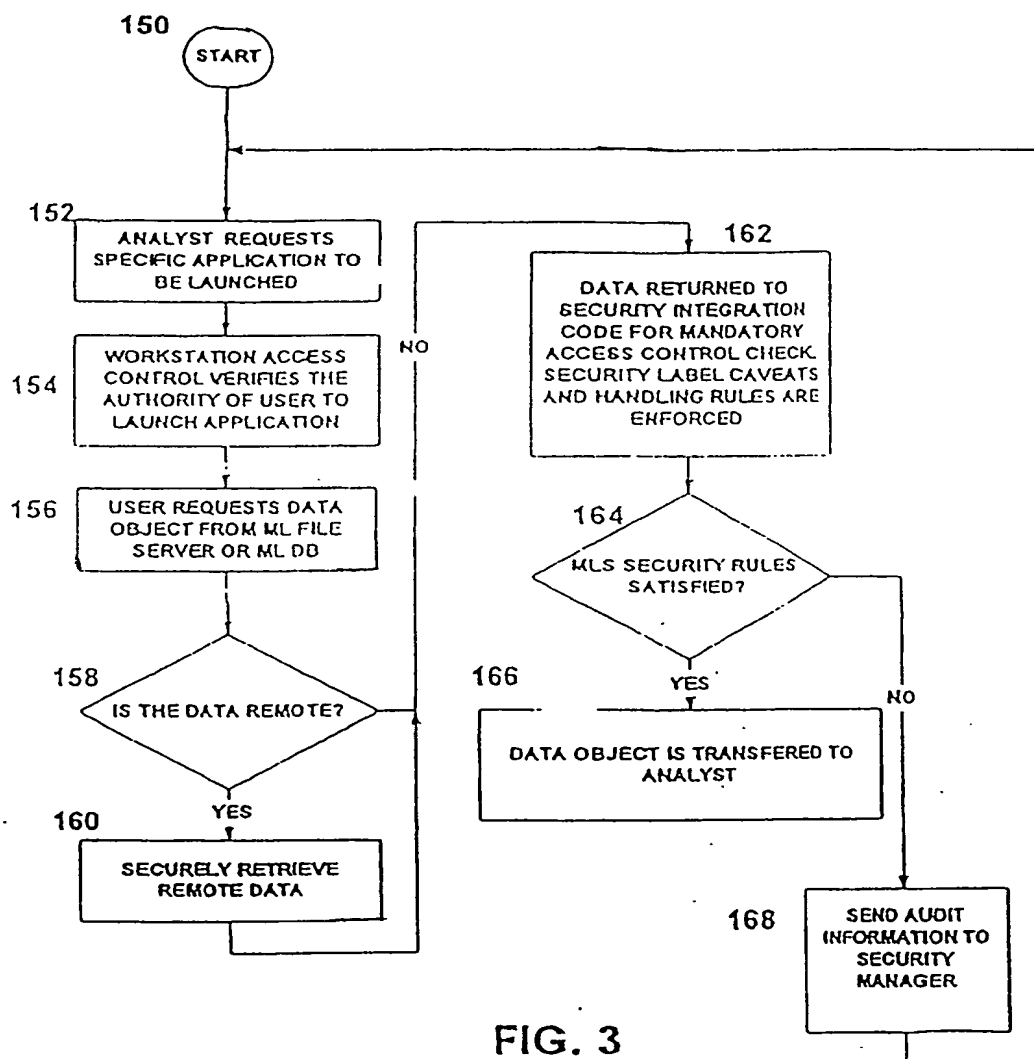 150
START
152
ANALYST REQUESTS
SPECIFIC APPLICATION TO
BE LAUNCHED
154
WORKSTATION ACCESS
CONTROL VERIFIES THE
AUTHORITY OF USER TO
LAUNCH APPLICATION
156
USER REQUESTS DATA
OBJECT FROM ML FILE
SERVER OR ML DB
158
IS THE DATA REMOTE?
NO
YES
160
SECURELY RETRIEVE
REMOTE DATA
162
DATA RETURNED TO
SECURITY INTEGRATION
CODE FOR MANDATORY
ACCESS CONTROL CHECK.
SECURITY LABEL CAVEATS
AND HANDLING RULES ARE
ENFORCED
164
MLS SECURITY RULES
SATISFIED?
YES
NO
166
DATA OBJECT IS TRANSFERED TO
ANALYST
168
SEND AUDIT
INFORMATION TO
SECURITY
MANAGER
FIG. 3